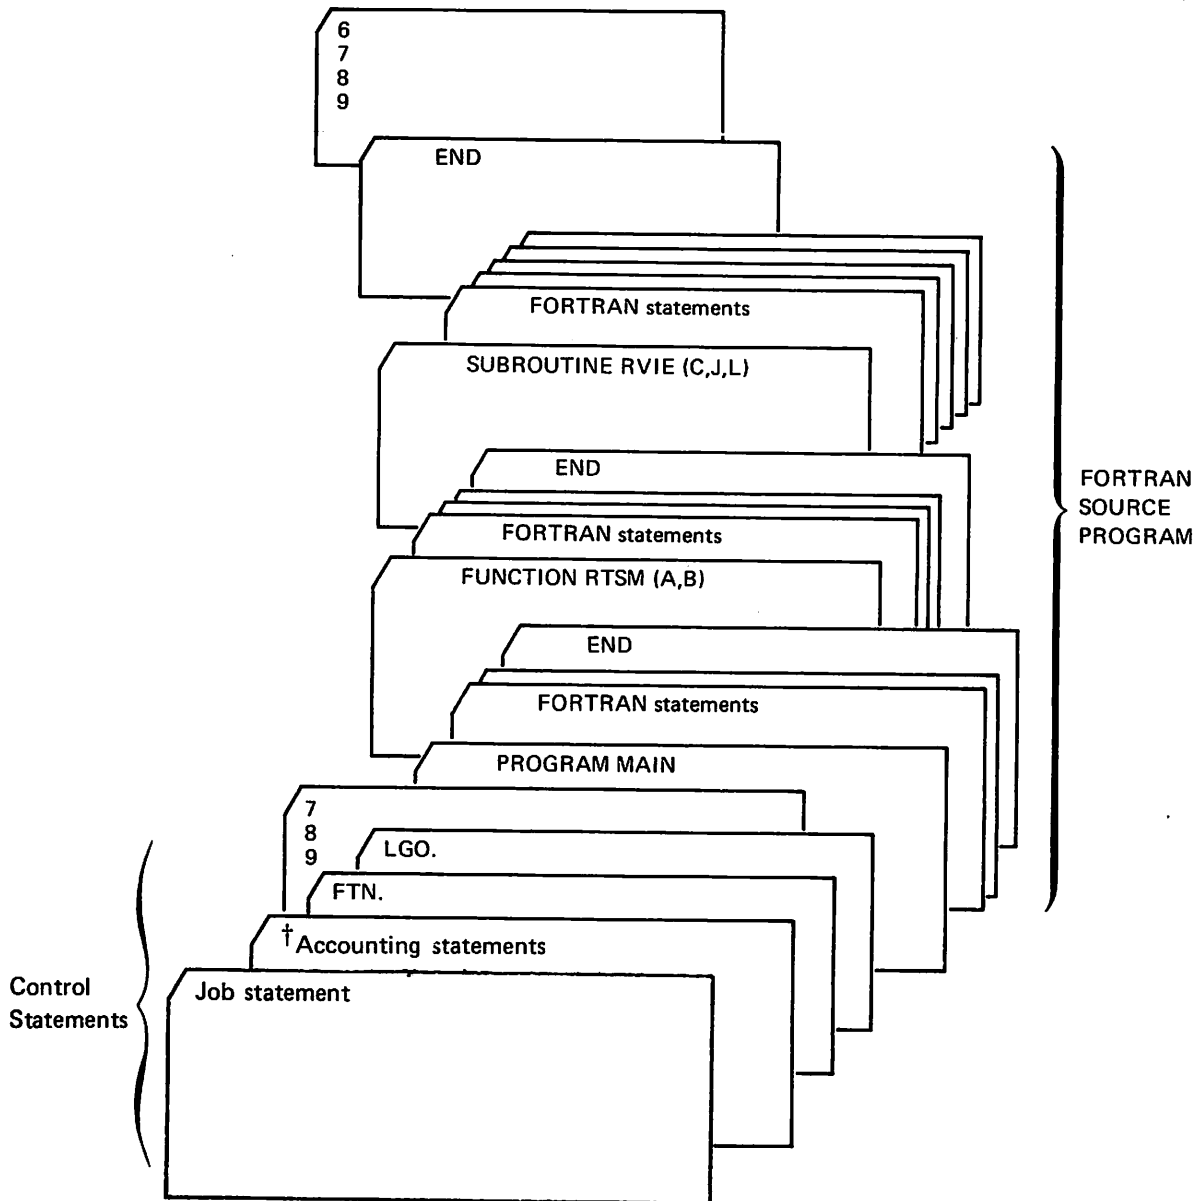 6
7
8
9
END
FORTRAN statements
SUBROUTINE RVIE (C,J,L)
END
FORTRAN statements
FUNCTION RTSM (A,B)
END
FORTRAN statements
PROGRAM MAIN
7
8
9
LGO.
FTN.
†Accounting statements
Job statement
Control
Statements
FORTRAN
SOURCE
PROGRAM